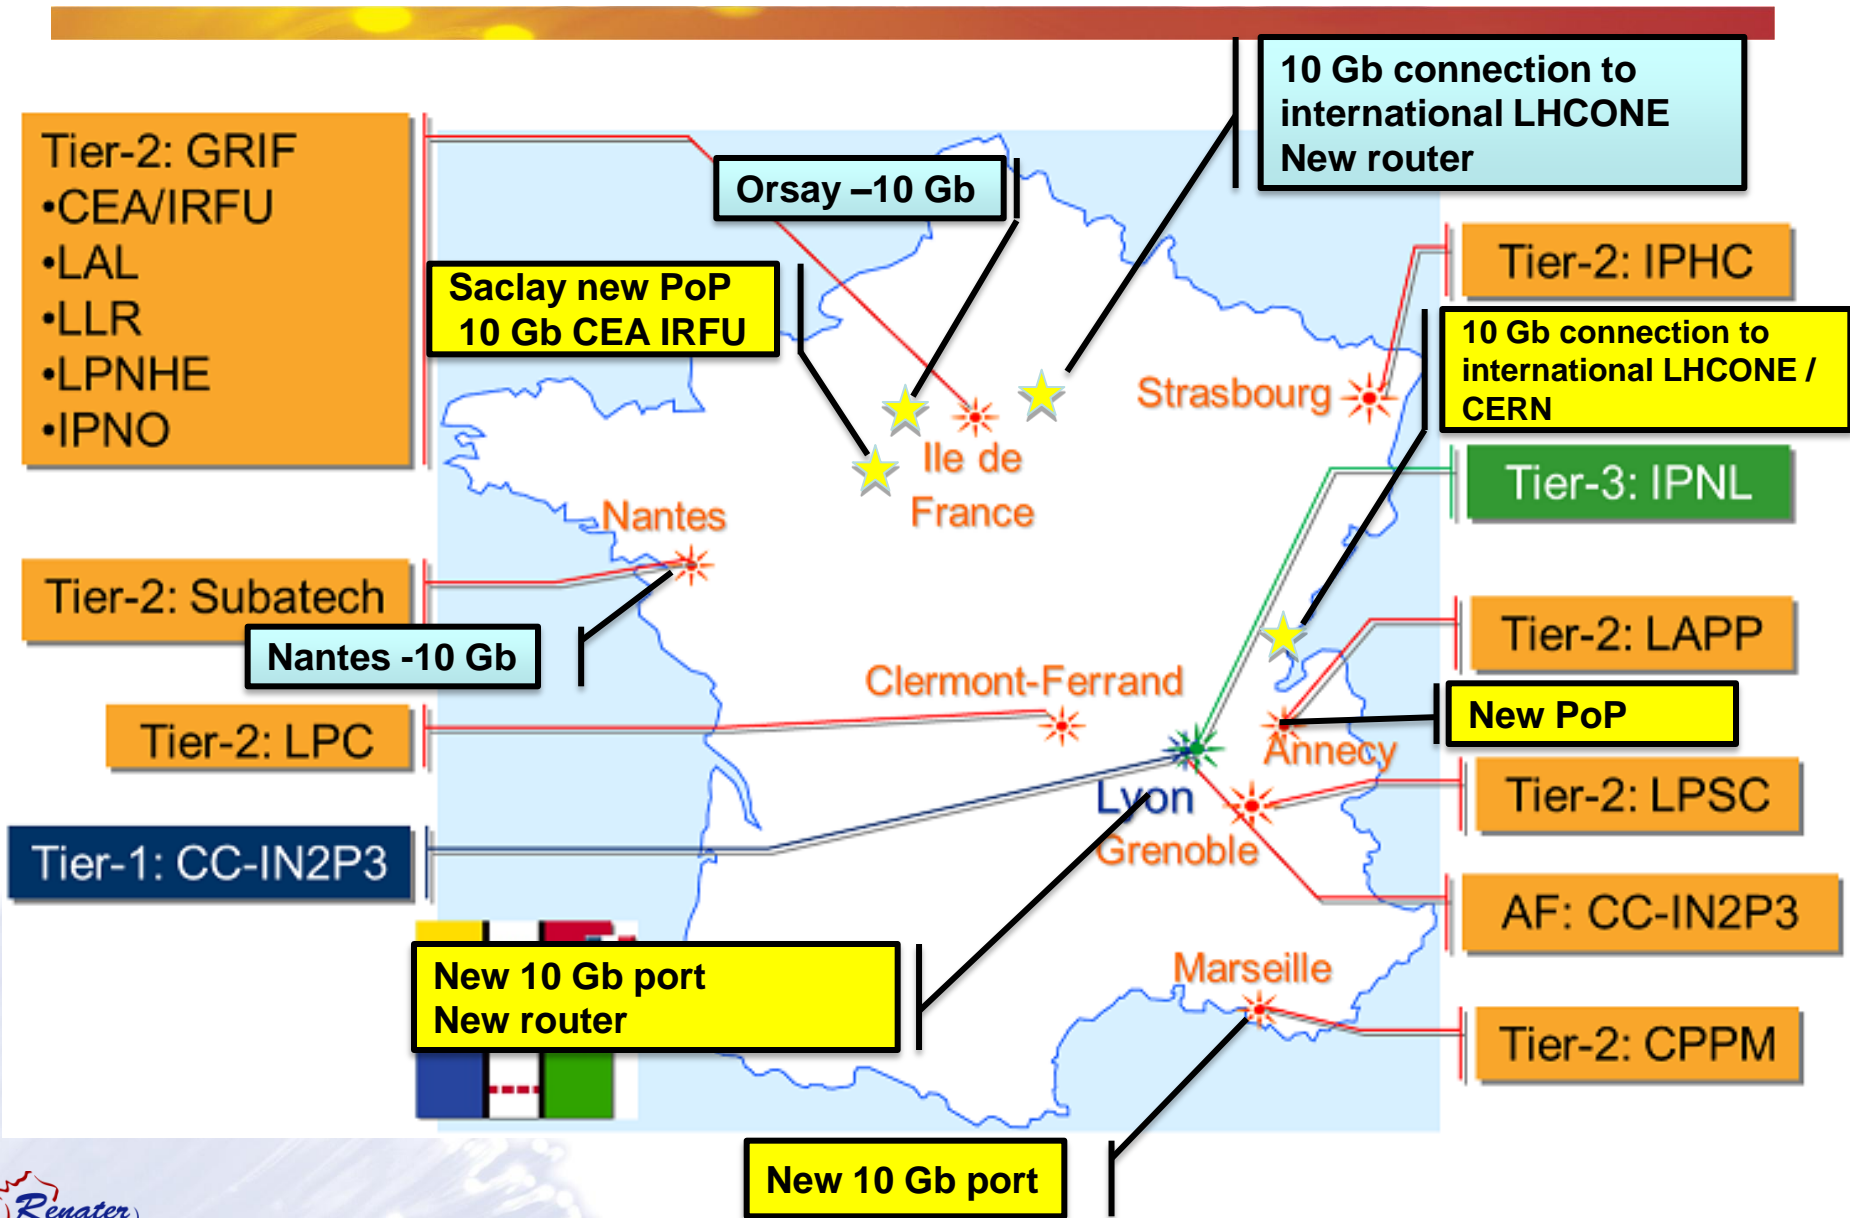 10 Gb connection to
international LHCONE
New router
Tier-2: GRIF
•CEA/IRFU
•LAL
•LLR
•LPNHE
•IPNO
Orsay –10 Gb
Saclay new PoP
10 Gb CEA IRFU
Tier-2: IPHC
10 Gb connection to
international LHCONE /
CERN
Strasbourg
Ile de
France
Tier-3: IPNL
Nantes
Tier-2: Subatech
Nantes -10 Gb
Tier-2: LAPP
Clermont-Ferrand
New PoP
Tier-2: LPC
Annecy
Lyon
Tier-2: LPSC
Grenoble
Tier-1: CC-IN2P3
AF: CC-IN2P3
New 10 Gb port
New router
Marseille
Tier-2: CPPM
New 10 Gb port
Renater